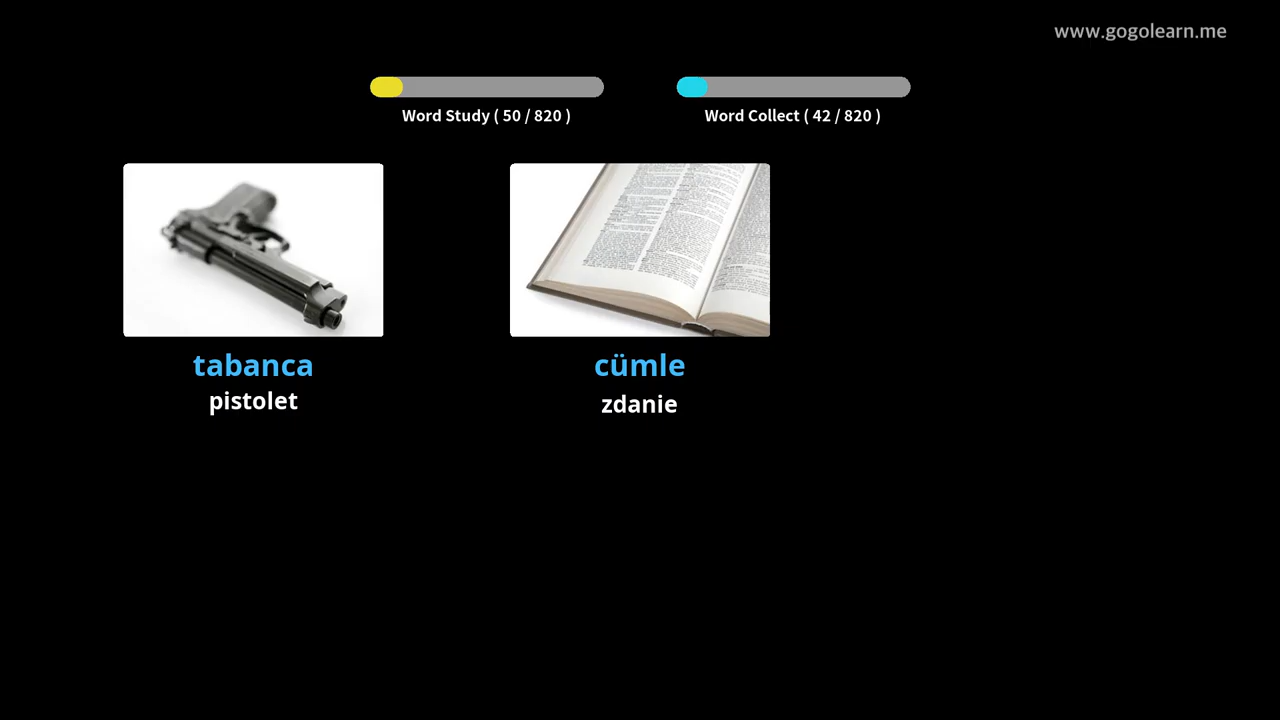 www.gogolearn.me
Word Study ( 50 / 820 )
Word Collect ( 42 / 820 )
tabanca
pistolet
cümle
zdanie